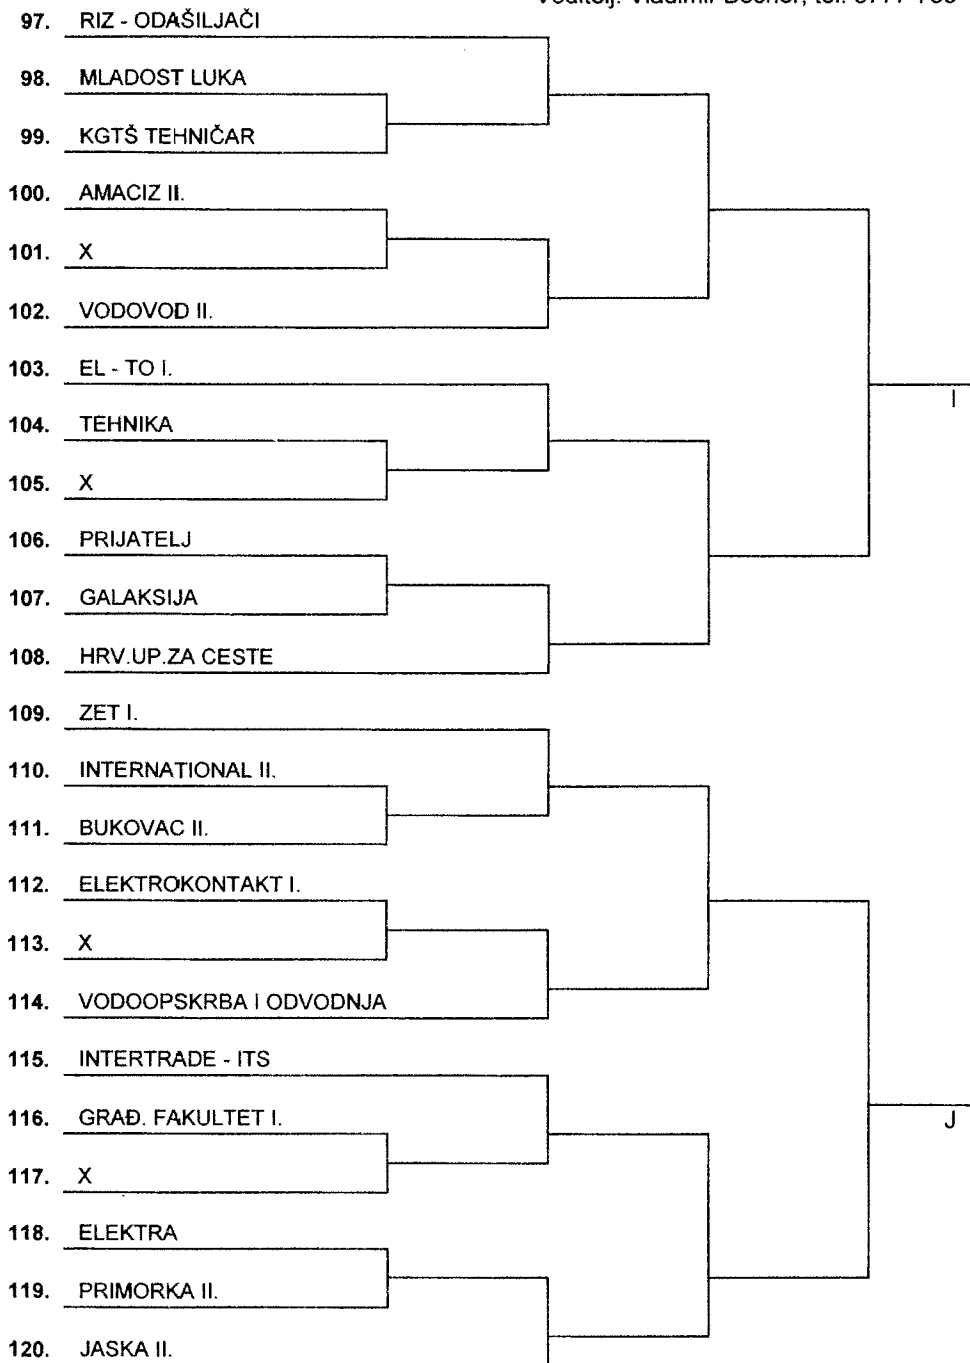 97. RIZ - ODAŠILJAČI
98. MLADOST LUKA
99. KGTŠ TEHNIČAR
100. AMACIZ II.
101. X
102. VODOVOD II.
103. EL - TO I.
104. TEHNIKA
105. X
106. PRIJATELJ
107. GALAKSIJA
108. HRV.UP.ZA CESTE
I
109. ZET I.
110. INTERNATIONAL II.
111. BUKOVAC II.
112. ELEKTROKONTAKT I.
113. X
114. VODOOPSKRBA I ODVODNJA
115. INTERTRADE - ITS
116. GRAĐ. FAKULTET I.
117. X
118. ELEKTRA
119. PRIMORKA II.
120. JASKA II.
J